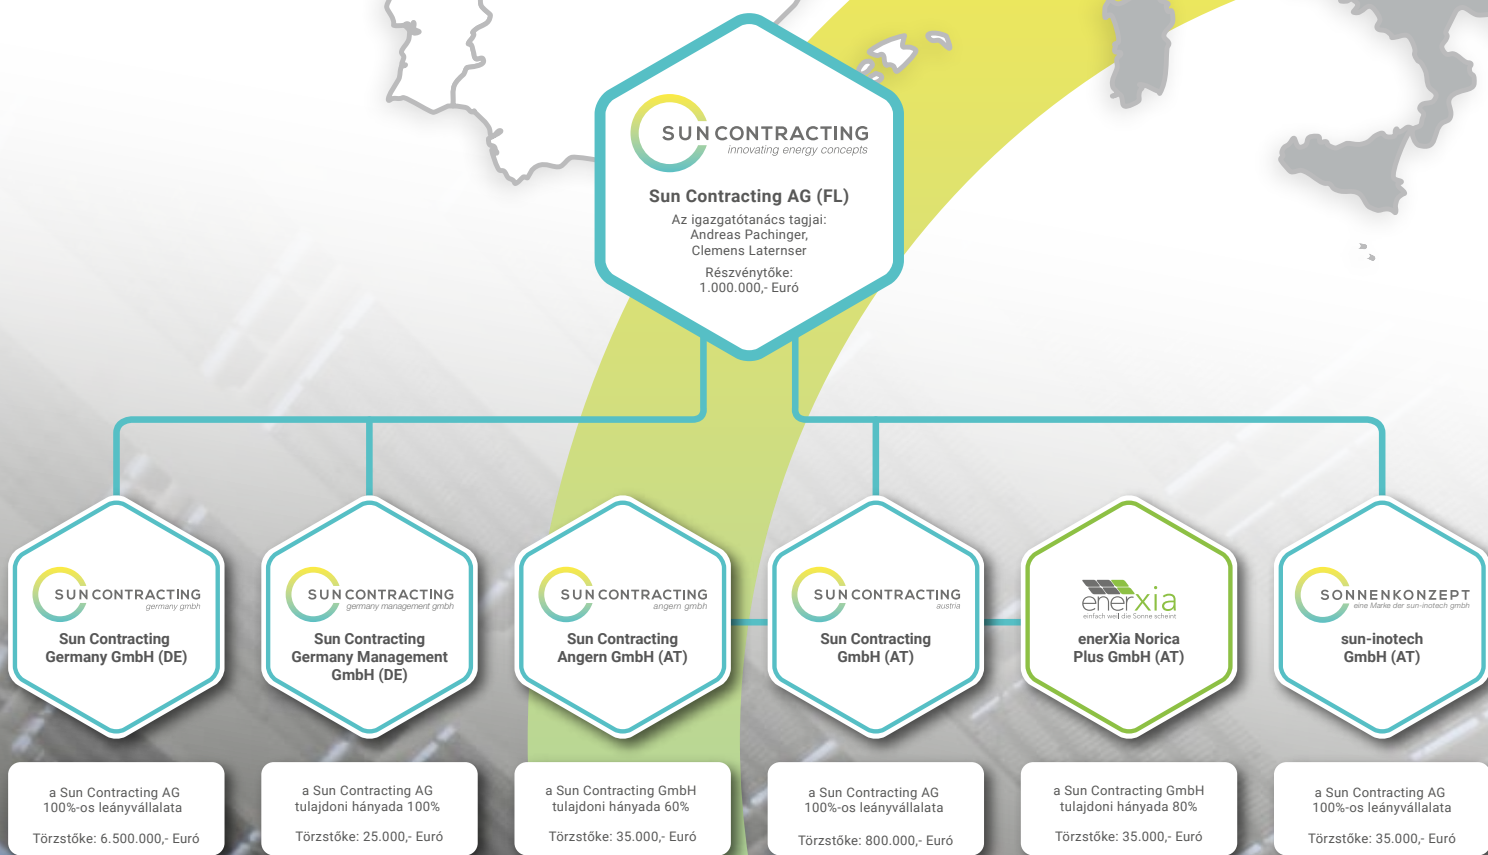 SUN CONTRACTING
innovating energy concepts
Sun Contracting AG (FL)
Az igazgatótanács tagjai:
Andreas Pachinger,
Clemens Laternser
Részvénytőke:
1.000.000,- Euró
SUN CONTRACTING
germany gmbh
Sun Contracting
Germany GmbH (DE)
a Sun Contracting AG
100%-os leányvállalata
Törzstőke: 6.500.000,- Euró
SUN CONTRACTING
germany management gmbh
Sun Contracting
Germany Management
GmbH (DE)
a Sun Contracting AG
tulajdoni hányada 100%
Törzstőke: 25.000,- Euró
SUN CONTRACTING
angern gmbh
Sun Contracting
Angern GmbH (AT)
a Sun Contracting GmbH
tulajdoni hányada 60%
Törzstőke: 35.000,- Euró
SUN CONTRACTING
austria
Sun Contracting
GmbH (AT)
a Sun Contracting AG
100%-os leányvállalata
Törzstőke: 800.000,- Euró
enerxia
einfach weil die Sonne scheint
enerXia Norica
Plus GmbH (AT)
a Sun Contracting GmbH
tulajdoni hányada 80%
Törzstőke: 35.000,- Euró
SONNENKONZEPT
eine Marke der sun-inotech gmbh
sun-inotech
GmbH (AT)
a Sun Contracting AG
100%-os leányvállalata
Törzstőke: 35.000,- Euró